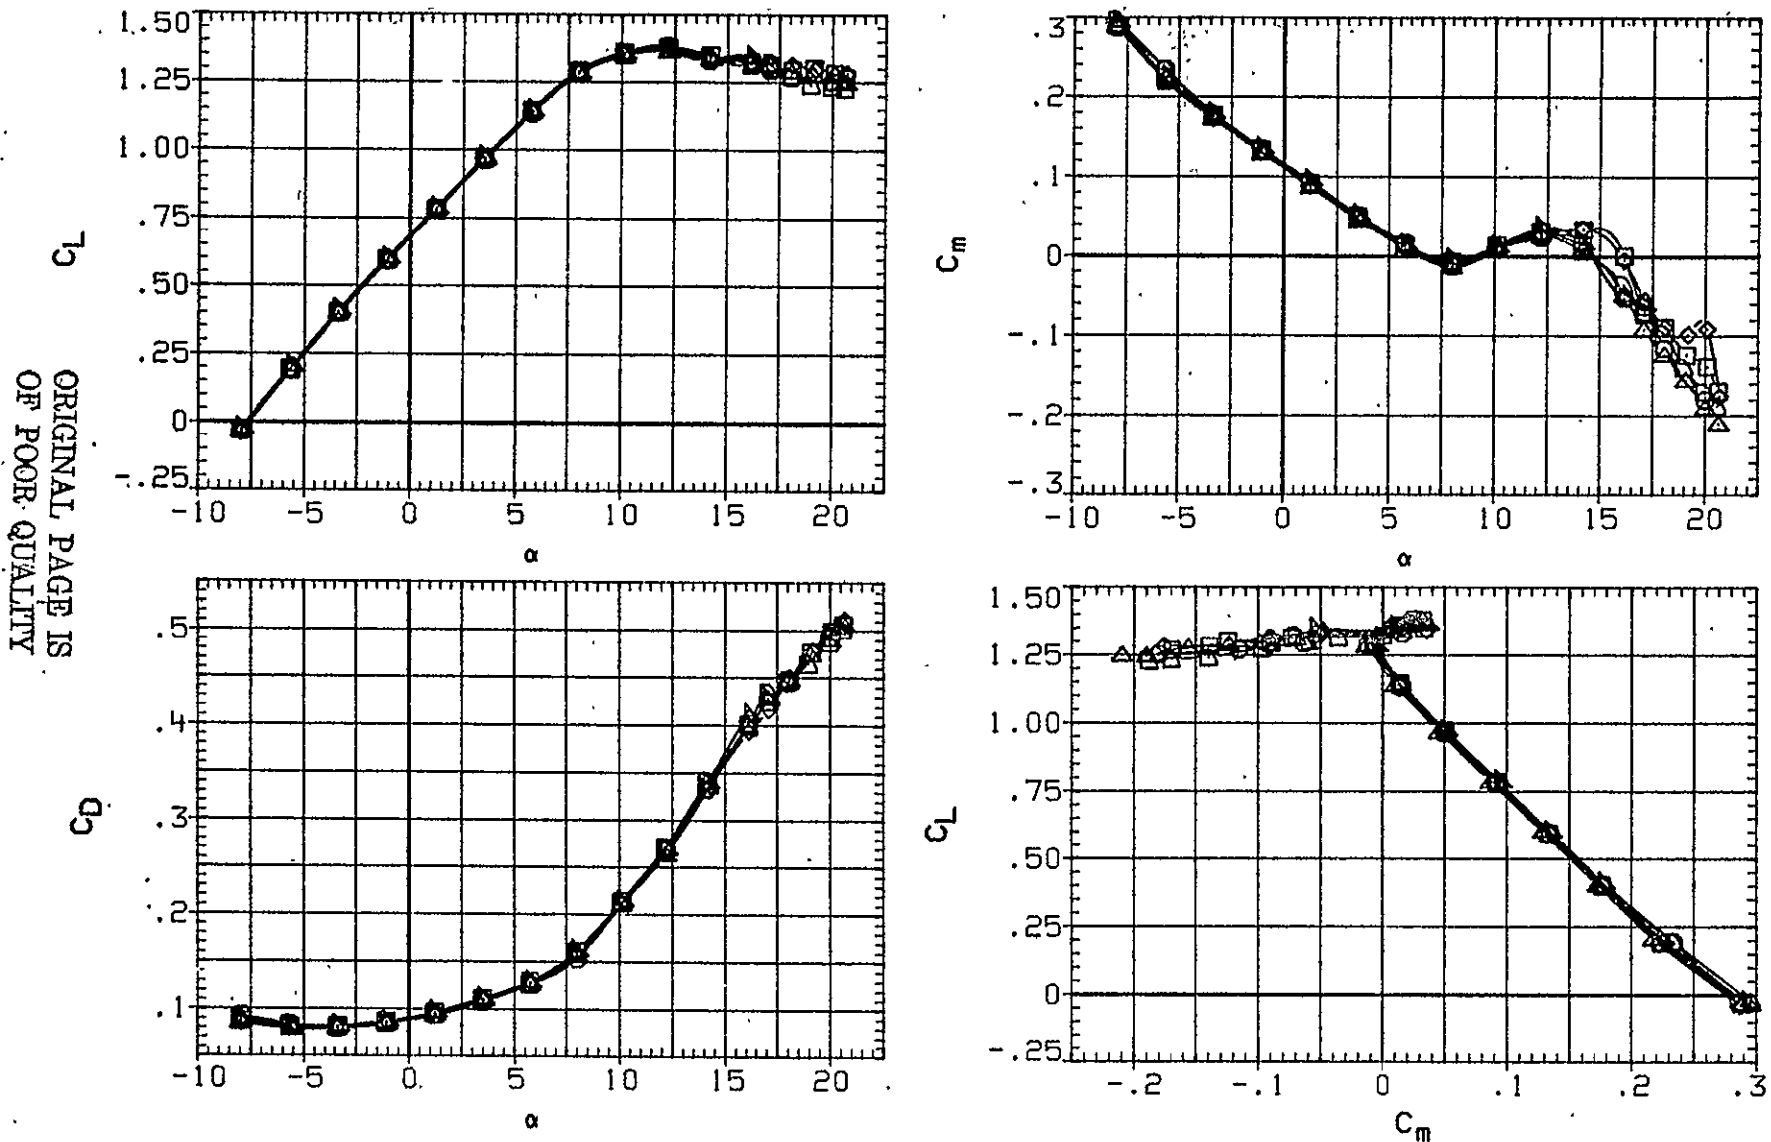 ORIGINAL PAGE IS
OF POOR QUALITY
1.50
1.25
1.00
.75
.50
.25
0
-.25
C_L
-10 -5 0 5 10 15 20
α
.3
.2
.1
0
-.1
-.2
-.3
C_m
-10 -5 0 5 10 15 20
α
.5
.4
.3
.2
.1
C_D
-10 -5 0 5 10 15 20
α
1.50
1.25
1.00
.75
.50
.25
0
-.25
C_L
-.2 -.1 0 .1 .2 .3
C_m